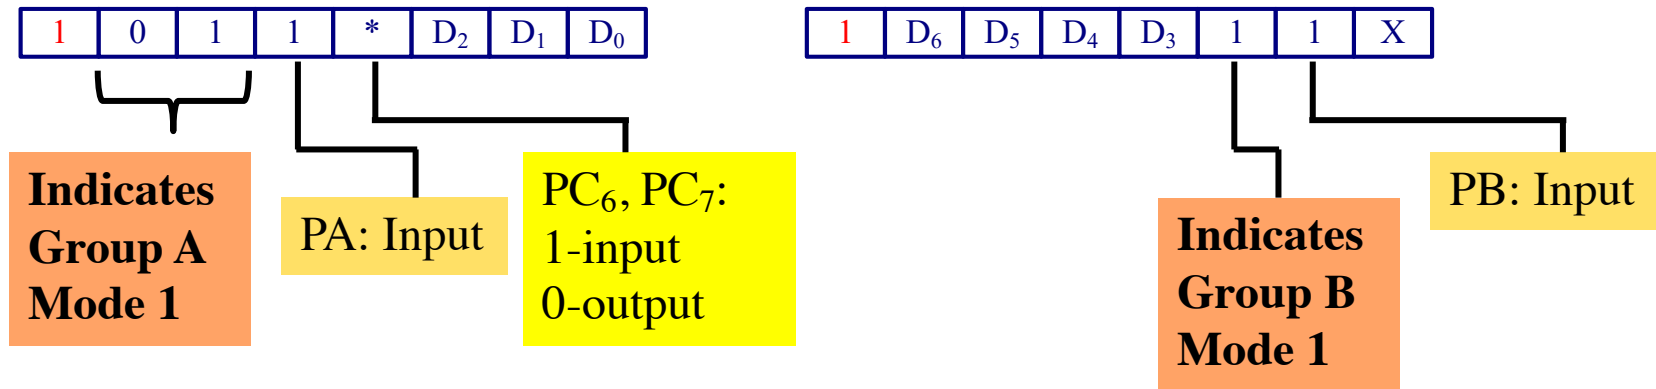 1 0 1 1 * D₂ D₁ D₀
1 D₆ D₅ D₄ D₃ 1 1 X
Indicates
Group A
Mode 1
PA: Input
PC₆, PC₇:
1-input
0-output
Indicates
Group B
Mode 1
PB: Input